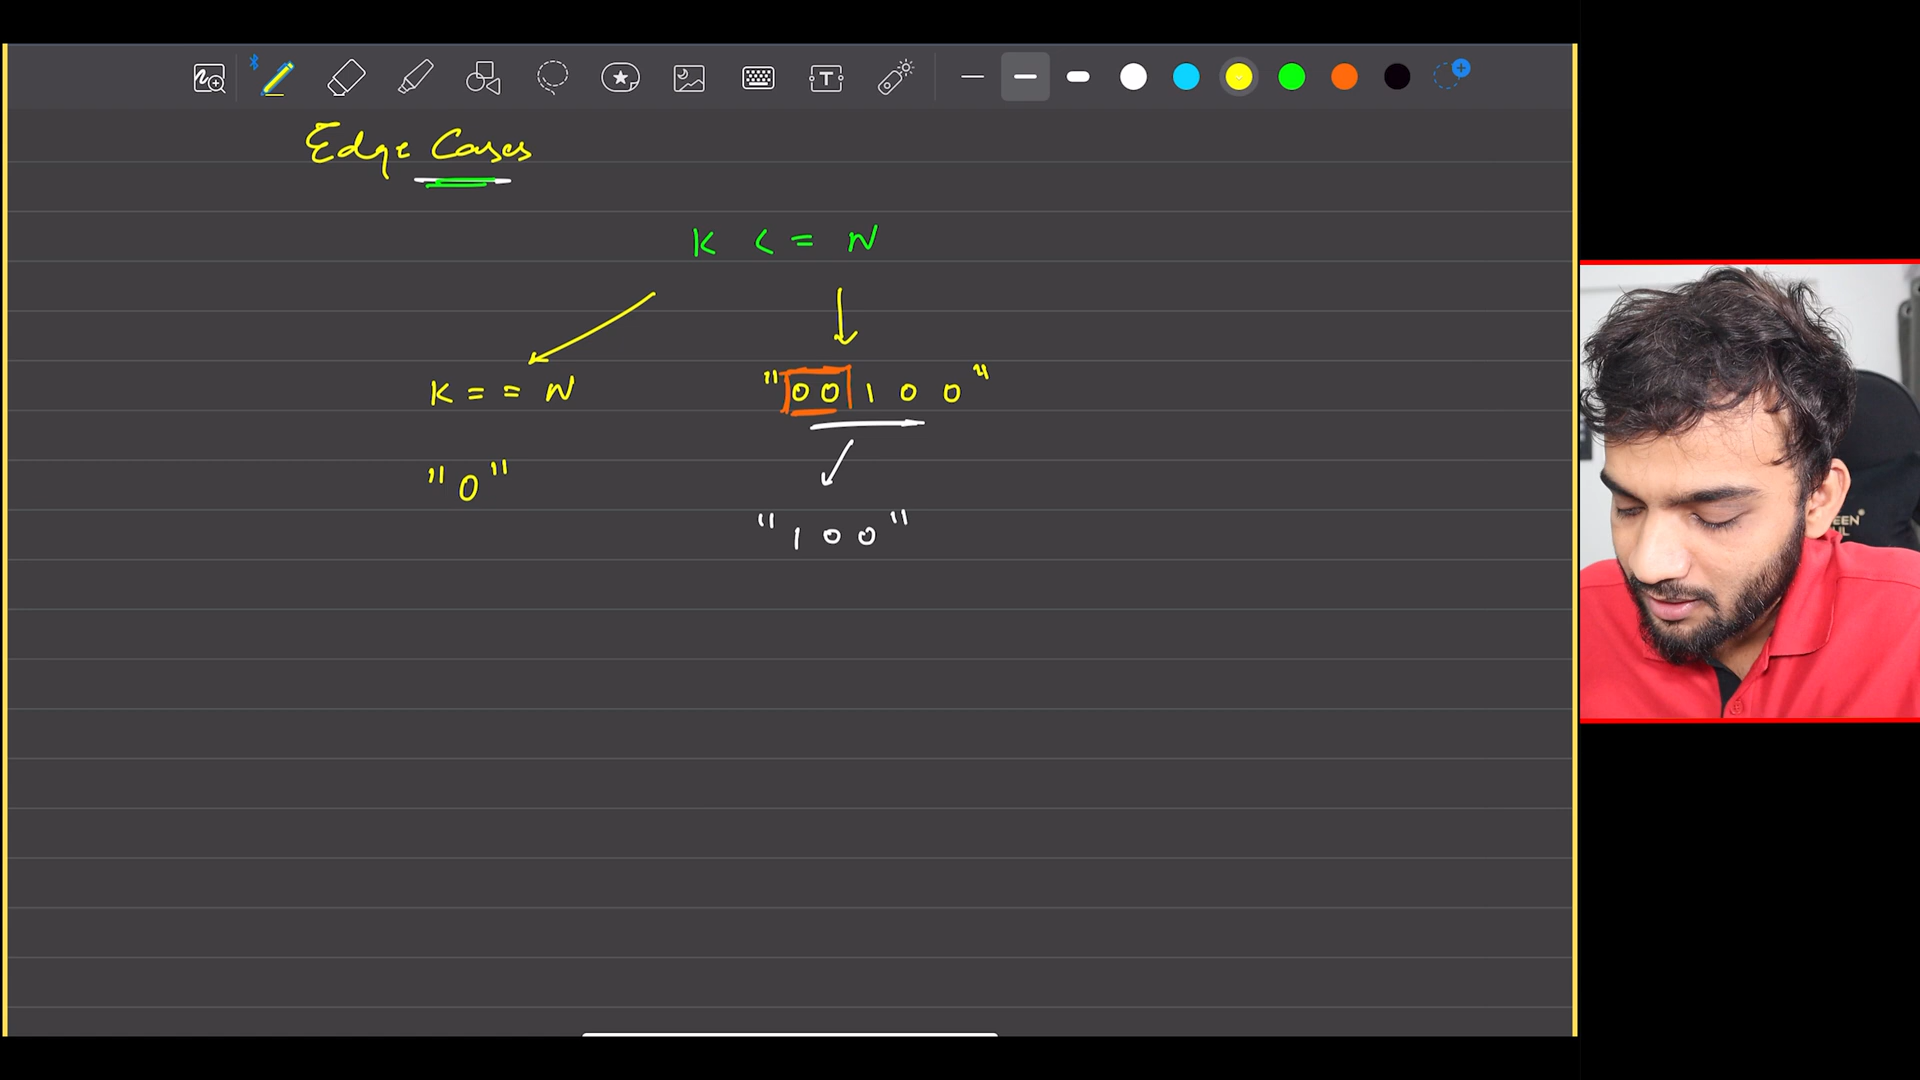 Edge Cases
K <= N
K == N
"00100"
"0"
"100"